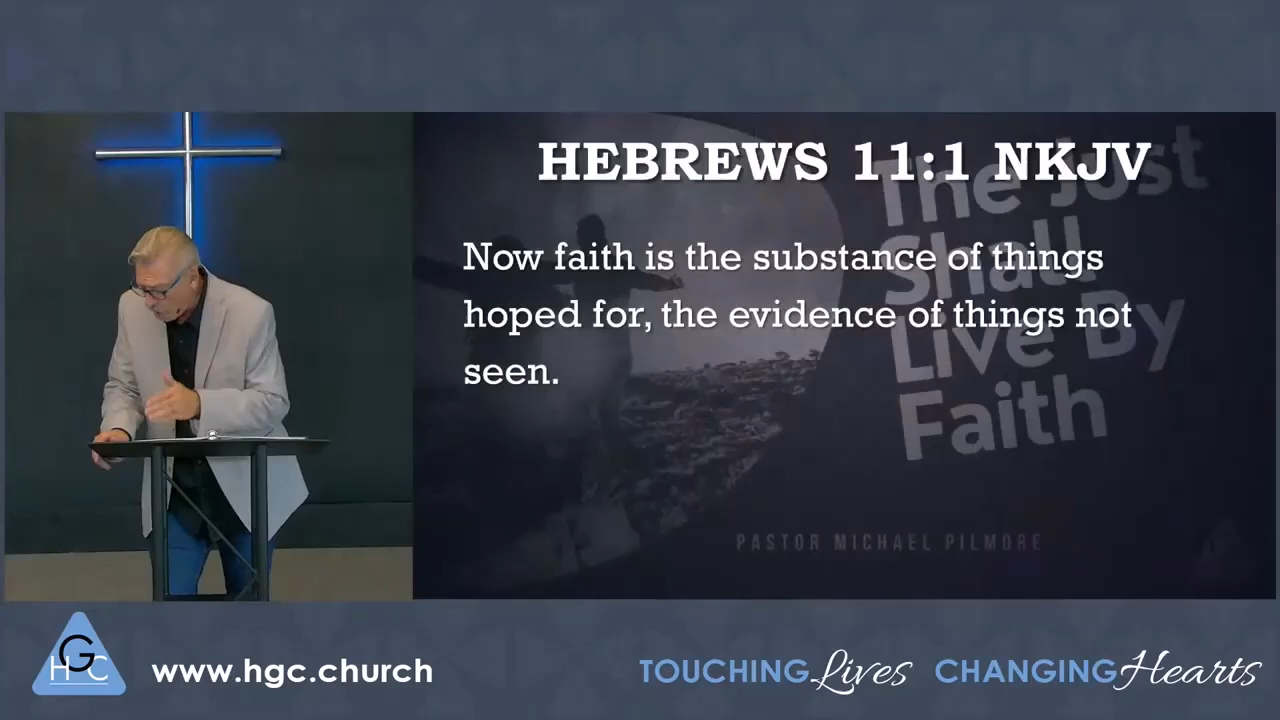 HEBREWS 11:1 NKJV
Now faith is the substance of things
hoped for, the evidence of things not
seen.
The Just
Shall
Live By
Faith
PASTOR MICHAEL PILMORE
HGC
www.hgc.church
TOUCHING Lives CHANGING Hearts